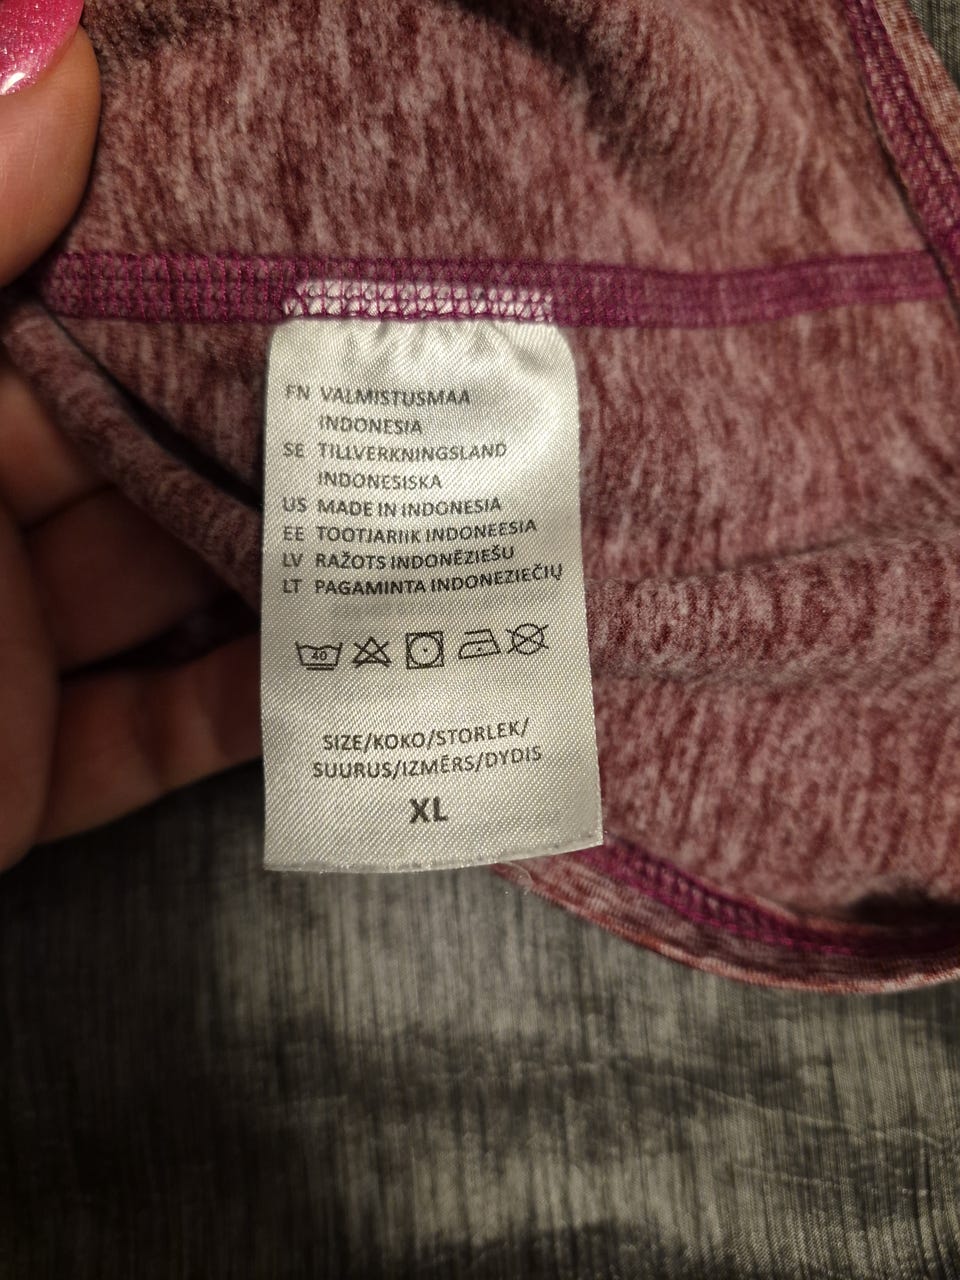 FN VALMISTUSMAA
INDONESIA
SE TILLVERKNINGSLAND
INDONESISKA
US MADE IN INDONESIA
EE TOOTJARIIK INDONEESIA
LV RAŽOTS INDONĒZIEŠU
LT PAGAMINTA INDONEZIEČIŲ
40
SIZE/KOKO/STORLEK/
SUURUS/IZMĒRS/DYDIS
XL